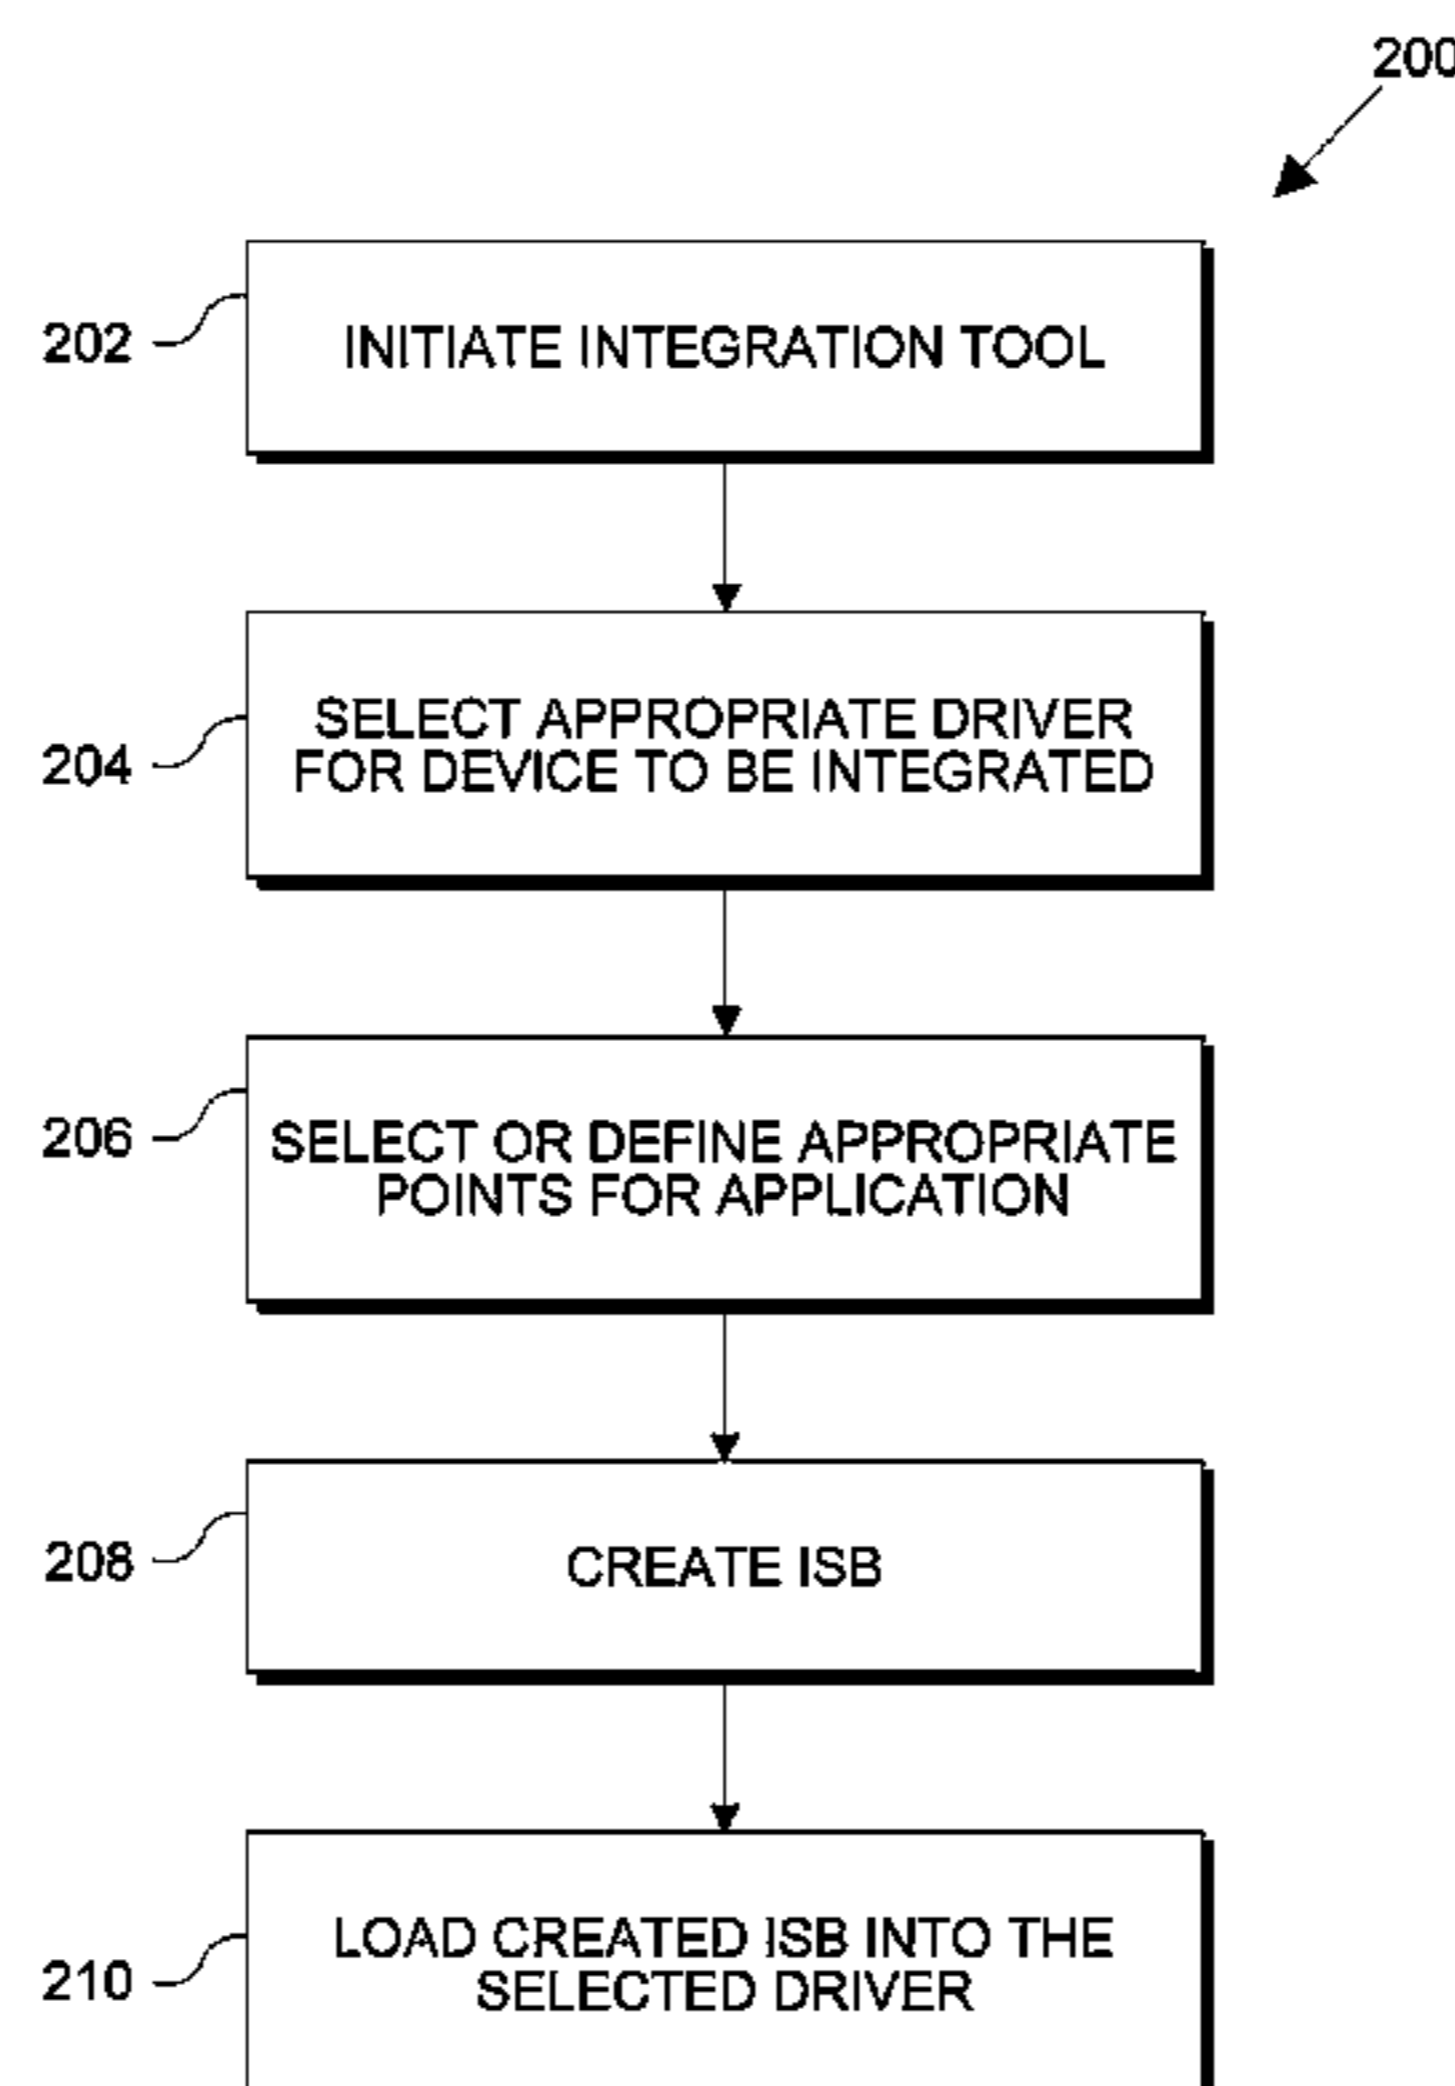 200
202
INITIATE INTEGRATION TOOL
204
SELECT APPROPRIATE DRIVER
FOR DEVICE TO BE INTEGRATED
206
SELECT OR DEFINE APPROPRIATE
POINTS FOR APPLICATION
208
CREATE ISB
210
LOAD CREATED ISB INTO THE
SELECTED DRIVER